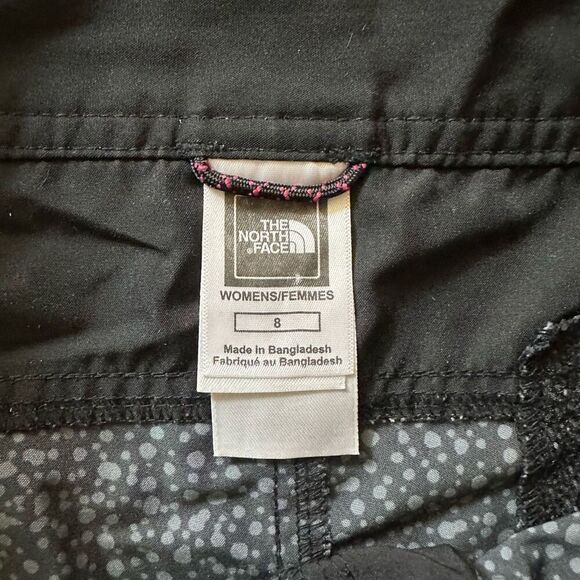 THE
NORTH
FACE
WOMENS/FEMMES
8
Made in Bangladesh
Fabriqué au Bangladesh